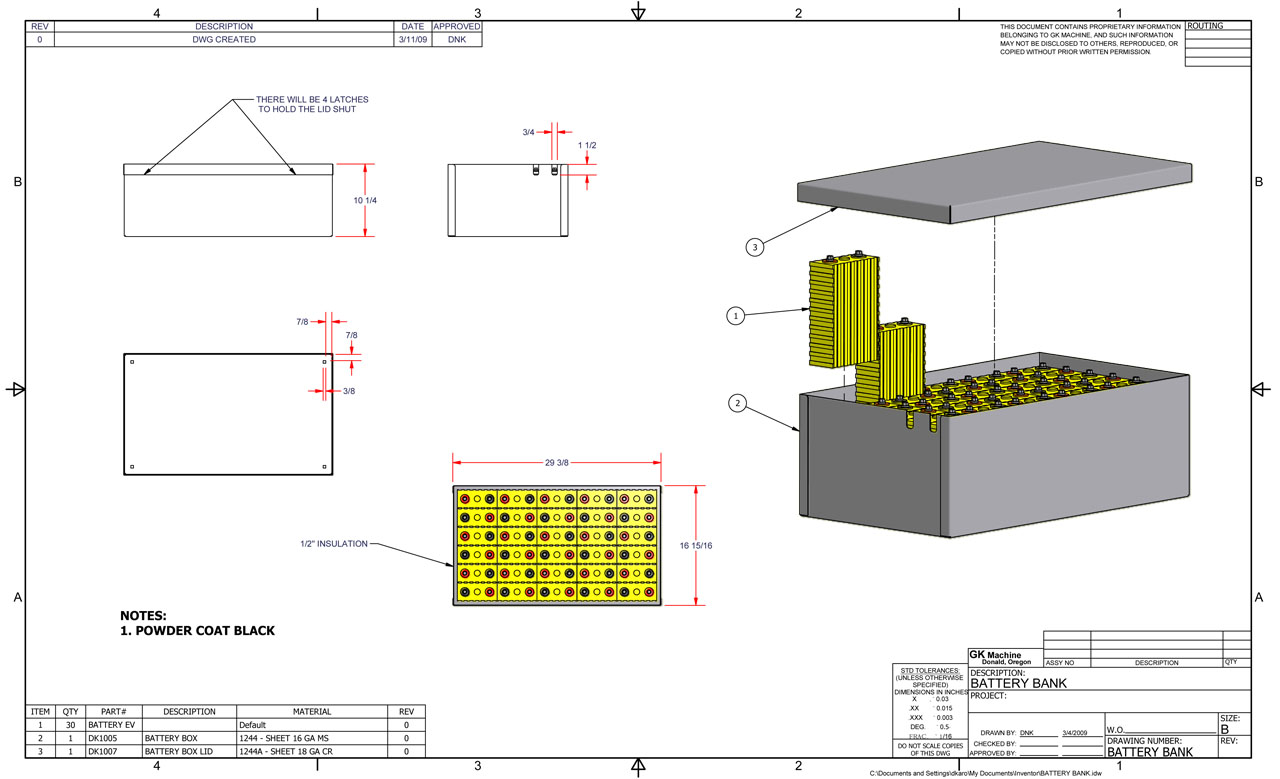 4 3 2 1
REV DESCRIPTION DATE APPROVED
0 DWG CREATED 3/11/09 DNK
THIS DOCUMENT CONTAINS PROPRIETARY INFORMATION
BELONGING TO GK MACHINE, AND SUCH INFORMATION
MAY NOT BE DISCLOSED TO OTHERS, REPRODUCED, OR
COPIED WITHOUT PRIOR WRITTEN PERMISSION.
ROUTING
THERE WILL BE 4 LATCHES
TO HOLD THE LID SHUT
3/4
1 1/2
B B
10 1/4
3
1
2
7/8
7/8
3/8
29 3/8
1/2" INSULATION
16 15/16
A A
NOTES:
1. POWDER COAT BLACK
GK Machine
Donald, Oregon
ASSY NO DESCRIPTION QTY
STD TOLERANCES:
(UNLESS OTHERWISE
SPECIFIED)
DIMENSIONS IN INCHES
.X 0.03
.XX 0.015
.XXX 0.003
DEG. 0.5
FRAC. 1/16
DO NOT SCALE COPIES
OF THIS DWG
DESCRIPTION:
BATTERY BANK
PROJECT:
DRAWN BY: DNK 3/4/2009
CHECKED BY:
APPROVED BY:
W.O.
SIZE:
B
DRAWING NUMBER:
BATTERY BANK
REV:
ITEM QTY PART# DESCRIPTION MATERIAL REV
1 30 BATTERY EV Default 0
2 1 DK1005 BATTERY BOX 1244 - SHEET 16 GA MS 0
3 1 DK1007 BATTERY BOX LID 1244A - SHEET 18 GA CR 0
4 3 2 1
C:\Documents and Settings\dkaro\My Documents\Inventor\BATTERY BANK.idw